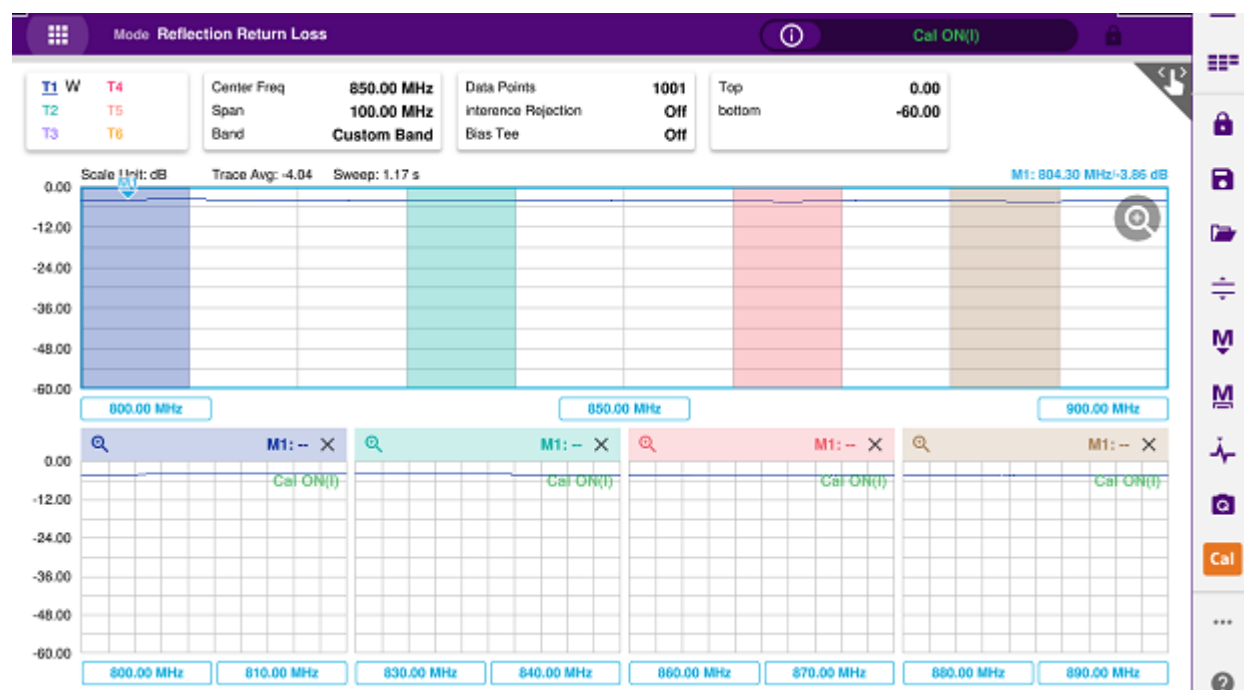 Mode Reflection Return Loss
Cal ON(I)
T1 W T4
T2 T5
T3 T6
Center Freq 850.00 MHz
Span 100.00 MHz
Band Custom Band
Data Points 1001
Interence Rejection Off
Bias Tee Off
Top 0.00
bottom -60.00
Scale Unit: dB Trace Avg: -4.04 Sweep: 1.17 s M1: 804.30 MHz/-3.86 dB
M1
0.00
-12.00
-24.00
-36.00
-48.00
-60.00
800.00 MHz 850.00 MHz 900.00 MHz
M1: -- M1: -- M1: -- M1: --
0.00
Cal ON(I) Cal ON(I) Cal ON(I) Cal ON(I)
-12.00
-24.00
-36.00
-48.00
-60.00
800.00 MHz 810.00 MHz 830.00 MHz 840.00 MHz 860.00 MHz 870.00 MHz 880.00 MHz 890.00 MHz
M
M
Cal